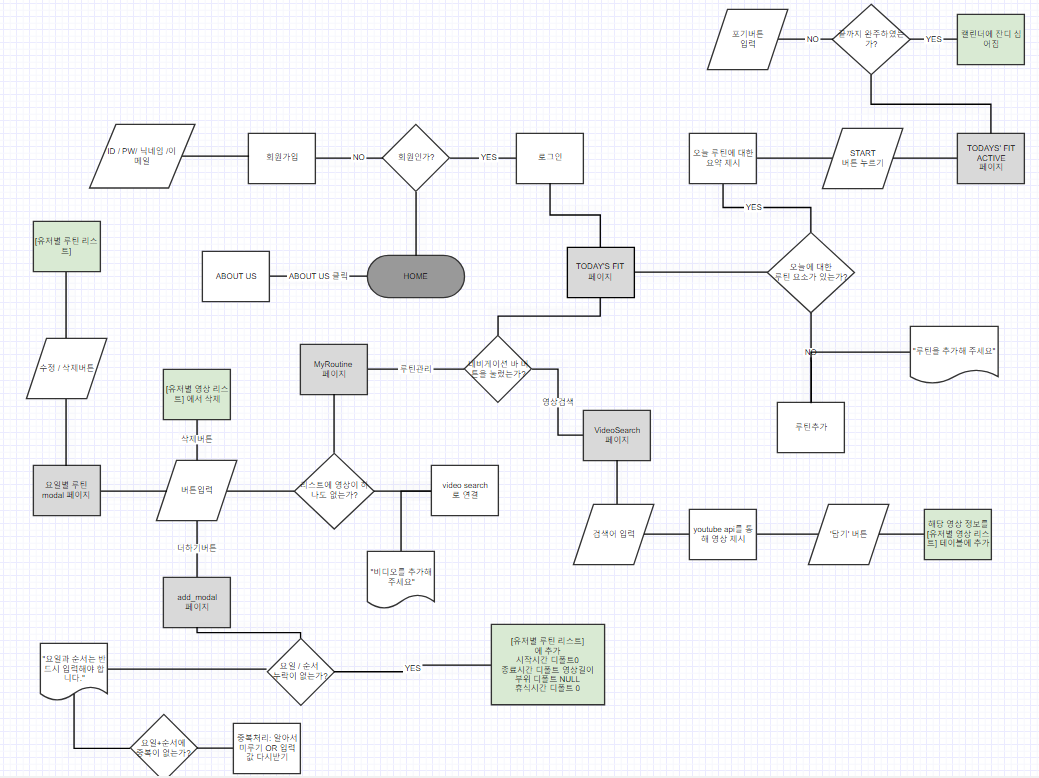 포기버튼
입력
NO
끝까지 완주하였는
가?
YES
캘린더에 잔디 심
어짐
ID / PW/ 닉네임 /이
메일
회원가입
NO
회원인가?
YES
로그인
오늘 루틴에 대한
요약 제시
START
버튼 누르기
TODAYS' FIT
ACTIVE
페이지
YES
[유저별 루틴 리스
트]
ABOUT US
ABOUT US 클릭
HOME
TODAY'S FIT
페이지
오늘에 대한
루틴 요소가 있는가?
NO
"루틴을 추가해 주세요"
수정 / 삭제버튼
MyRoutine
페이지
루틴관리
네비게이션 바 버
튼을 눌렀는가?
영상검색
[유저별 영상 리스
트] 에서 삭제
루틴추가
삭제버튼
VideoSearch
페이지
요일별 루틴
modal 페이지
버튼입력
리스트에 영상이 하
나도 없는가?
video search
로 연결
검색어 입력
youtube api를 통
해 영상 제시
'담기' 버튼
해당 영상 정보를
[유저별 영상 리스
트] 테이블에 추가
더하기버튼
"비디오를 추가해
주세요"
add_modal
페이지
"요일과 순서는 반
드시 입력해야 합
니다."
요일 / 순서
누락이 없는가?
YES
[유저별 루틴 리스트]
에 추가
시작시간 디폴트0
종료시간 디폴트 영상길이
부위 디폴트 NULL
휴식시간 디폴트 0
요일+순서에
중복이 없는가?
중복처리: 알아서
미루기 OR 입력
값 다시받기